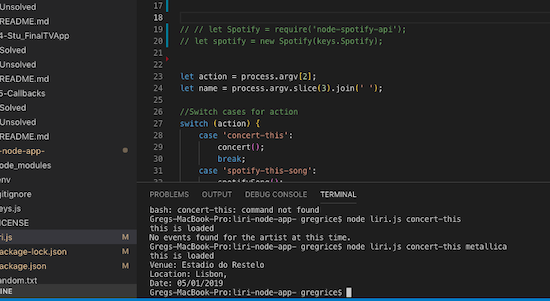 Unsolved
README.md
4-Stu_FinalTVApp
Solved
Unsolved
README.md
5-Callbacks
Solved
Unsolved
README.md
-node-app-
ode_modules
env
gitignore
eys.js
ICENSE
ri.js M
ackage-lock.json M
ackage.json M
andom.txt
INE
17
18
19 // // let Spotify = require('node-spotify-api');
20 // let spotify = new Spotify(keys.Spotify);
21
22
23 let action = process.argv[2];
24 let name = process.argv.slice(3).join(' ');
25
26 //Switch cases for action
27 switch (action) {
28 case 'concert-this':
29 concert();
30 break;
31 case 'spotify-this-song':
PROBLEMS OUTPUT DEBUG CONSOLE TERMINAL
bash: concert-this: command not found
Gregs-MacBook-Pro:liri-node-app- gregrice$ node liri.js concert-this
this is loaded
No events found for the artist at this time.
Gregs-MacBook-Pro:liri-node-app- gregrice$ node liri.js concert-this metallica
this is loaded
Venue: Estadio do Restelo
Location: Lisbon,
Date: 05/01/2019
Gregs-MacBook-Pro:liri-node-app- gregrice$